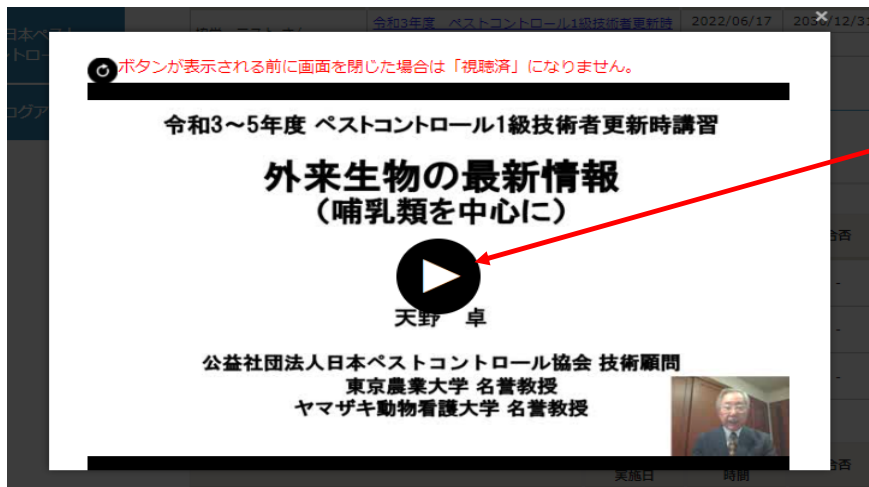 令和3年度 ペストコントロール1級技術者更新時
2022/06/17
ボタンが表示される前に画面を閉じた場合は「視聴済」になりません。
令和3~5年度 ペストコントロール1級技術者更新時講習
外来生物の最新情報
(哺乳類を中心に)
天野 卓
公益社団法人日本ペストコントロール協会 技術顧問
東京農業大学 名誉教授
ヤマザキ動物看護大学 名誉教授
実施日
時間